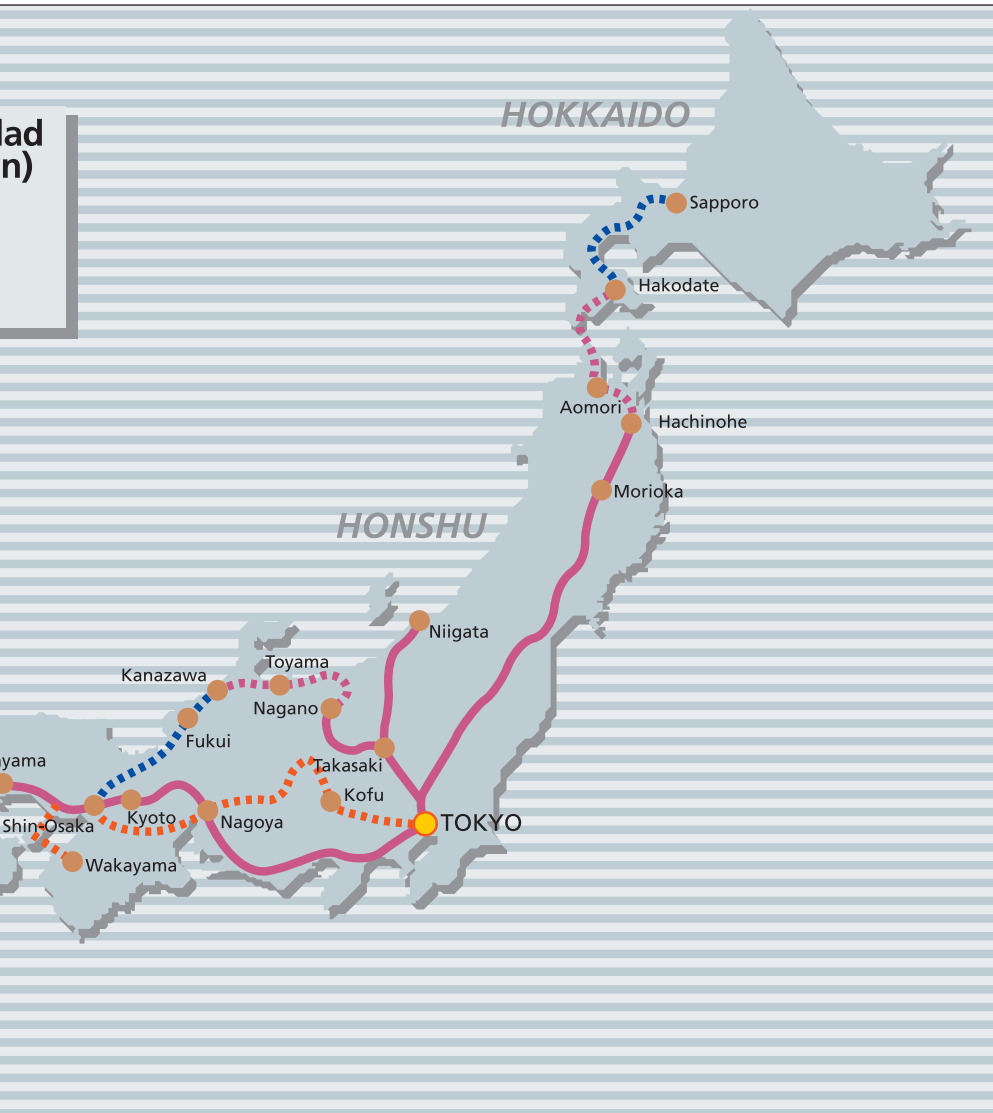 HOKKAIDO
lad
n)
Sapporo
Hakodate
Aomori
Hachinohe
Morioka
HONSHU
Niigata
Toyama
Kanazawa
Nagano
Fukui
yama
Takasaki
Kofu
Shin-Osaka
Kyoto
Nagoya
TOKYO
Wakayama